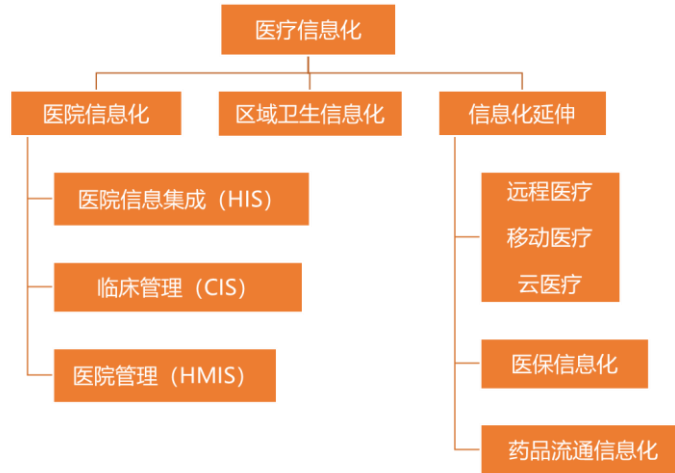 医疗信息化
医院信息化
区域卫生信息化
信息化延伸
医院信息集成（HIS）
临床管理（CIS）
医院管理（HMIS）
远程医疗
移动医疗
云医疗
医保信息化
药品流通信息化